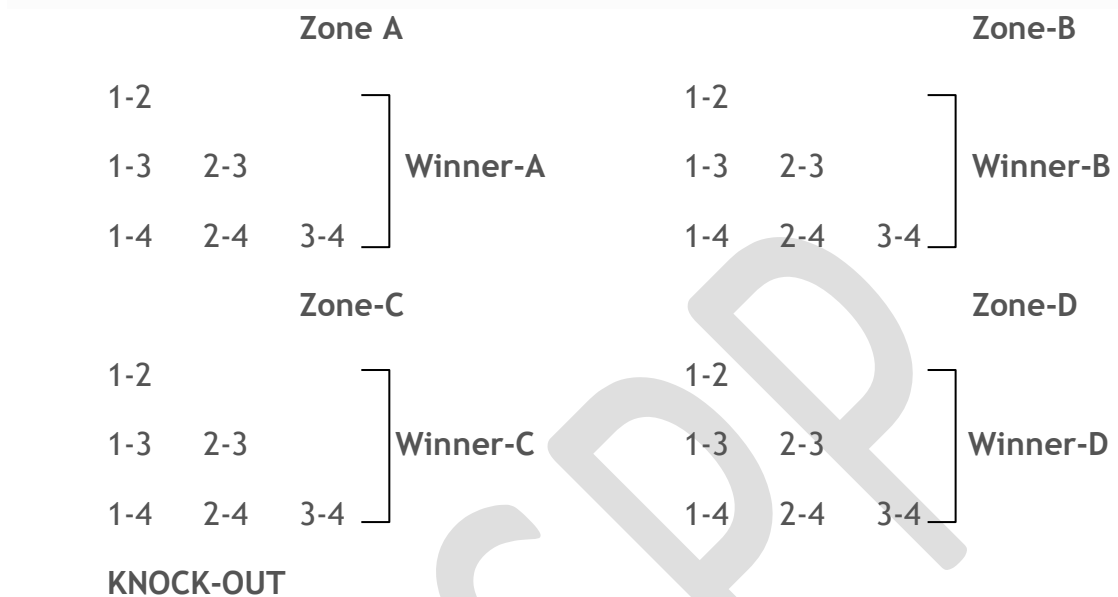 Zone A Zone-B
1-2 1-2
1-3 2-3 Winner-A 1-3 2-3 Winner-B
1-4 2-4 3-4 1-4 2-4 3-4
Zone-C Zone-D
1-2 1-2
1-3 2-3 Winner-C 1-3 2-3 Winner-D
1-4 2-4 3-4 1-4 2-4 3-4
KNOCK-OUT